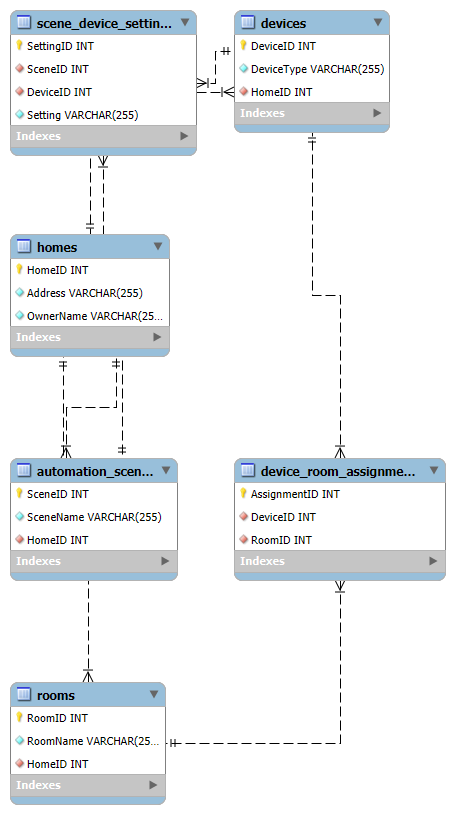 scene_device_settin...
SettingID INT
SceneID INT
DeviceID INT
Setting VARCHAR(255)
Indexes
devices
DeviceID INT
DeviceType VARCHAR(255)
HomeID INT
Indexes
homes
HomeID INT
Address VARCHAR(255)
OwnerName VARCHAR(25...
Indexes
automation_scen...
SceneID INT
SceneName VARCHAR(255)
HomeID INT
Indexes
device_room_assignme...
AssignmentID INT
DeviceID INT
RoomID INT
Indexes
rooms
RoomID INT
RoomName VARCHAR(25...
HomeID INT
Indexes